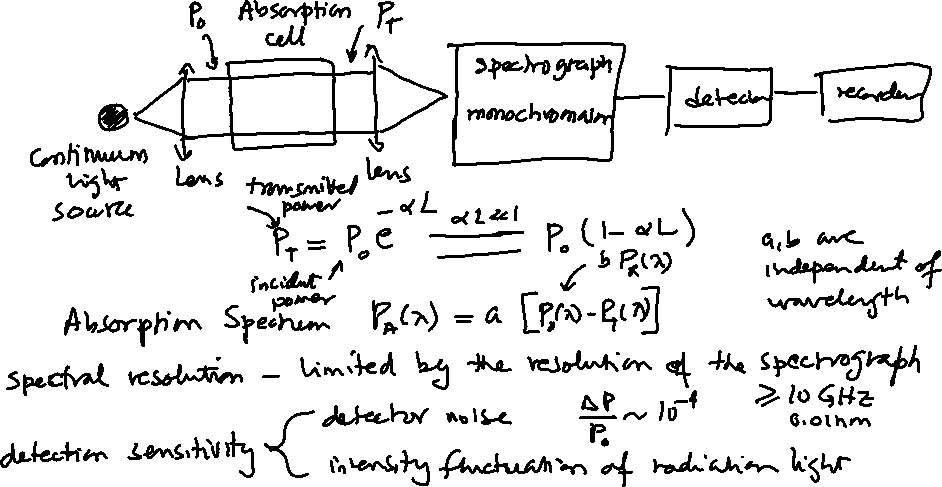 P₀ Absorption cell P_T
spectrograph
monochromator
detector
recorder
Continuum
light
source
Lens
Lens
transmitted
power
P_T = P₀ e^{-αL} αL≪1 P₀ (1-αL)
incident
power
b P_R(λ)
a, b are
independent of
wavelength
Absorption Spectrum P_A(λ) = a [P₀(λ) - P_T(λ)]
spectral resolution - limited by the resolution of the spectrograph
≥ 10 GHz
0.01nm
detection sensitivity
detector noise ΔP/P₀ ~ 10⁻⁴
intensity fluctuation of radiation light